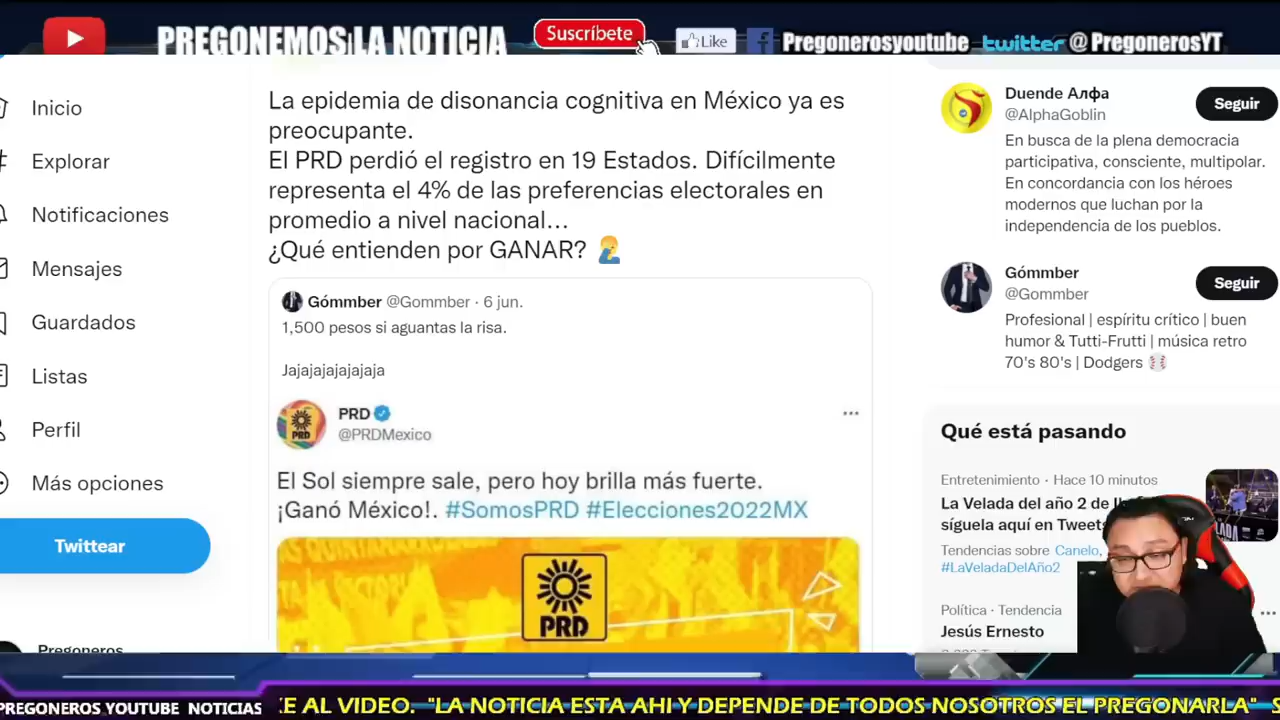 PREGONEMOS LA NOTICIA
Suscríbete
Like
Pregonerosyoutube
twitter @PregonerosYT
Inicio
Explorar
Notificaciones
Mensajes
Guardados
Listas
Perfil
Más opciones
Twittear
Pregoneros
La epidemia de disonancia cognitiva en México ya es
preocupante.
El PRD perdió el registro en 19 Estados. Difícilmente
representa el 4% de las preferencias electorales en
promedio a nivel nacional...
¿Qué entienden por GANAR?
Gómmber @Gommber · 6 jun.
1,500 pesos si aguantas la risa.
Jajajajajajajaja
PRD
@PRDMexico
El Sol siempre sale, pero hoy brilla más fuerte.
¡Ganó México!. #SomosPRD #Elecciones2022MX
PRD
Duende Aлфa
@AlphaGoblin
Seguir
En busca de la plena democracia
participativa, consciente, multipolar.
En concordancia con los héroes
modernos que luchan por la
independencia de los pueblos.
Gómmber
@Gommber
Seguir
Profesional | espíritu crítico | buen
humor & Tutti-Frutti | música retro
70's 80's | Dodgers
Qué está pasando
Entretenimiento · Hace 10 minutos
La Velada del año 2 de
síguela aquí en Tweets
Tendencias sobre Canelo,
#LaVeladaDelAño2
Política · Tendencia
Jesús Ernesto
PREGONEROS YOUTUBE NOTICIAS
E AL VIDEO. "LA NOTICIA ESTA AHI Y DEPENDE DE TODOS NOSOTROS EL PREGONARLA" S